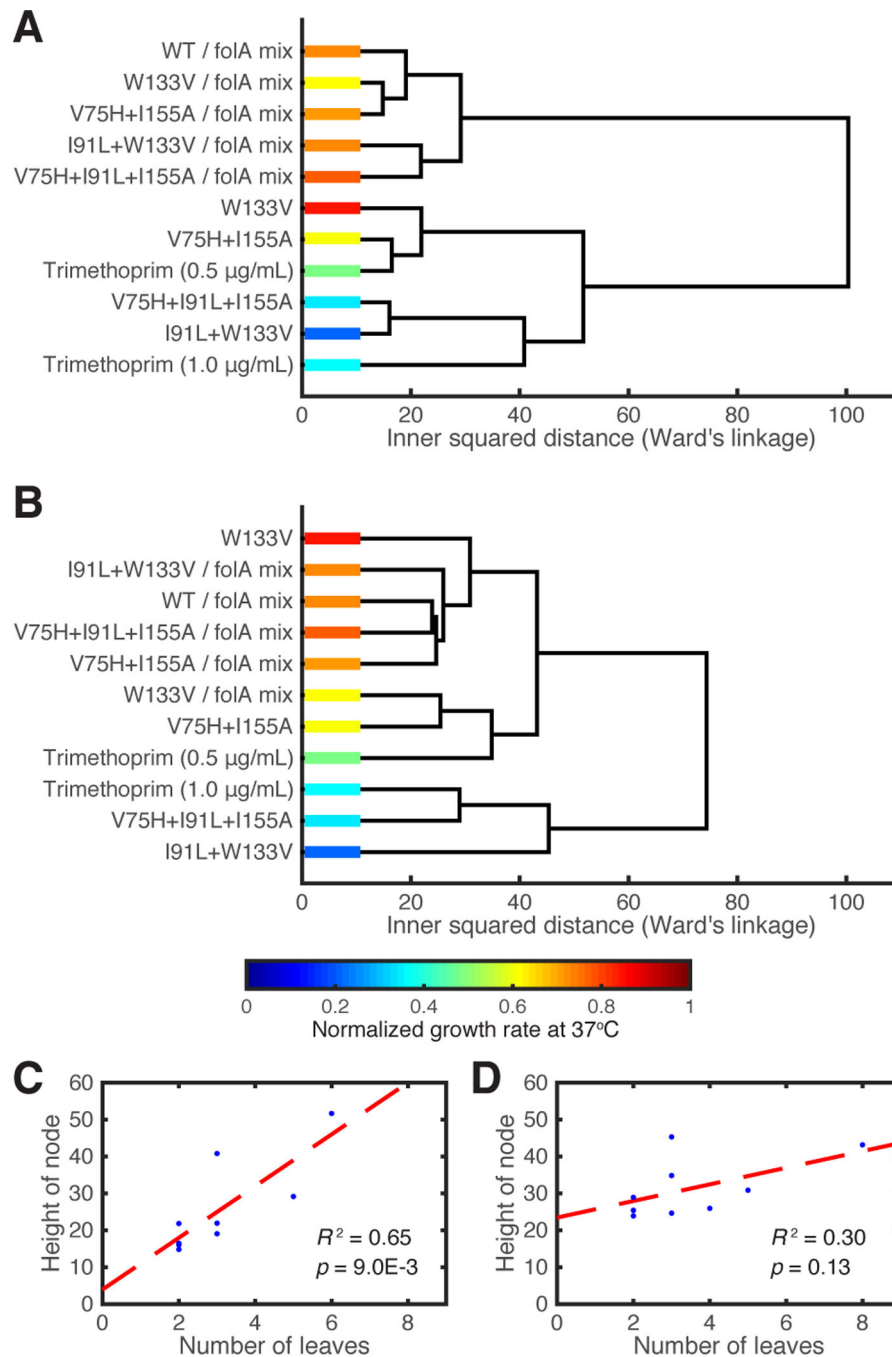 A
WT / folA mix
W133V / folA mix
V75H+I155A / folA mix
I91L+W133V / folA mix
V75H+I91L+I155A / folA mix
W133V
V75H+I155A
Trimethoprim (0.5 µg/mL)
V75H+I91L+I155A
I91L+W133V
Trimethoprim (1.0 µg/mL)
0 20 40 60 80 100
Inner squared distance (Ward's linkage)
B
W133V
I91L+W133V / folA mix
WT / folA mix
V75H+I91L+I155A / folA mix
V75H+I155A / folA mix
W133V / folA mix
V75H+I155A
Trimethoprim (0.5 µg/mL)
Trimethoprim (1.0 µg/mL)
V75H+I91L+I155A
I91L+W133V
0 20 40 60 80 100
Inner squared distance (Ward's linkage)
0 0.2 0.4 0.6 0.8 1
Normalized growth rate at 37°C
C
Height of node
60
50
40
30
20
10
0
R² = 0.65
p = 9.0E-3
0 2 4 6 8
Number of leaves
D
Height of node
60
50
40
30
20
10
0
R² = 0.30
p = 0.13
0 2 4 6 8
Number of leaves